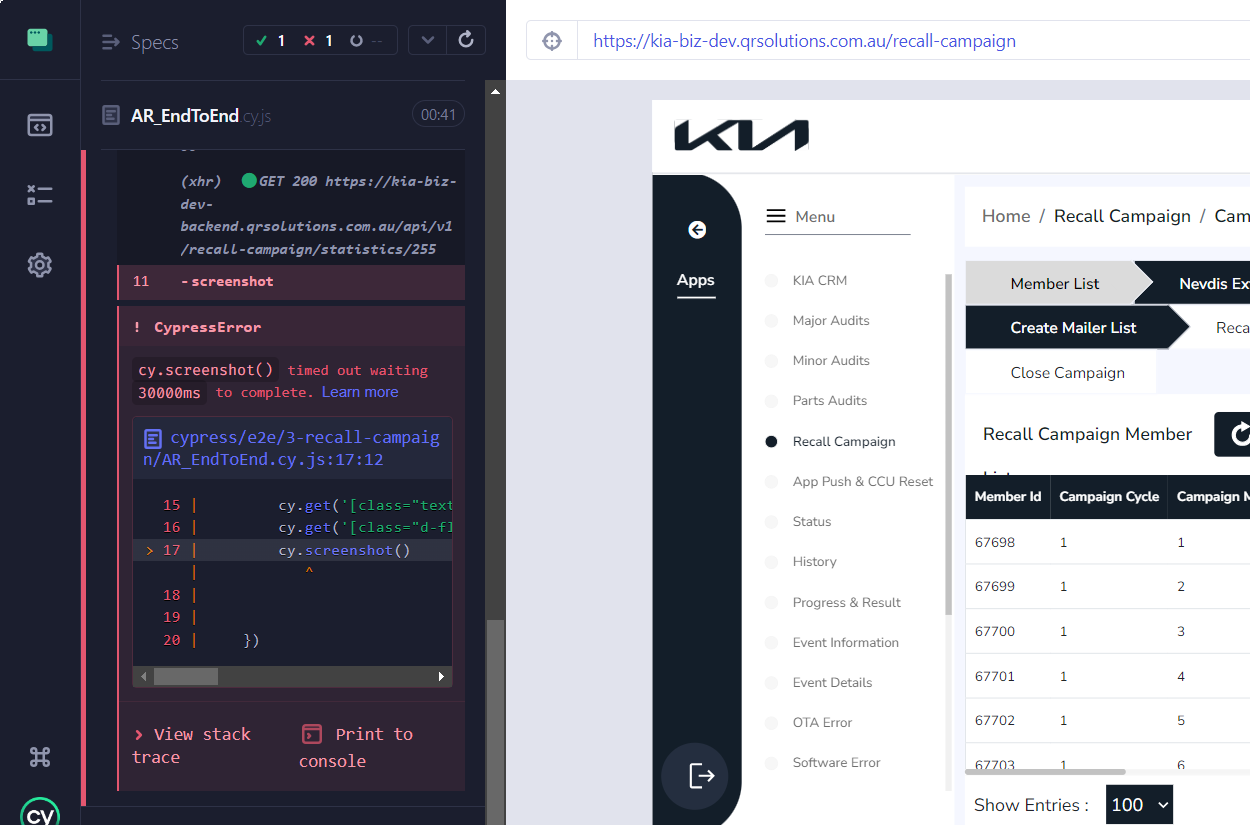 Specs
1
1
--
https://kia-biz-dev.qrsolutions.com.au/recall-campaign
AR_EndToEnd.cy.js
00:41
(xhr) GET 200 https://kia-biz-
dev-
backend.qrsolutions.com.au/api/v1
/recall-campaign/statistics/255
11 -screenshot
! CypressError
cy.screenshot() timed out waiting
30000ms to complete. Learn more
cypress/e2e/3-recall-campaig
n/AR_EndToEnd.cy.js:17:12
15 | cy.get('[class="text
16 | cy.get('[class="d-fl
> 17 | cy.screenshot()
| ^
18 |
19 |
20 | })
> View stack
trace
Print to
console
cy
KIA
Apps
Menu
KIA CRM
Major Audits
Minor Audits
Parts Audits
Recall Campaign
App Push & CCU Reset
Status
History
Progress & Result
Event Information
Event Details
OTA Error
Software Error
Home / Recall Campaign / Cam
Member List
Nevdis Ex
Create Mailer List
Reca
Close Campaign
Recall Campaign Member
Member Id Campaign Cycle Campaign M
67698 1 1
67699 1 2
67700 1 3
67701 1 4
67702 1 5
67703 1 6
Show Entries : 100